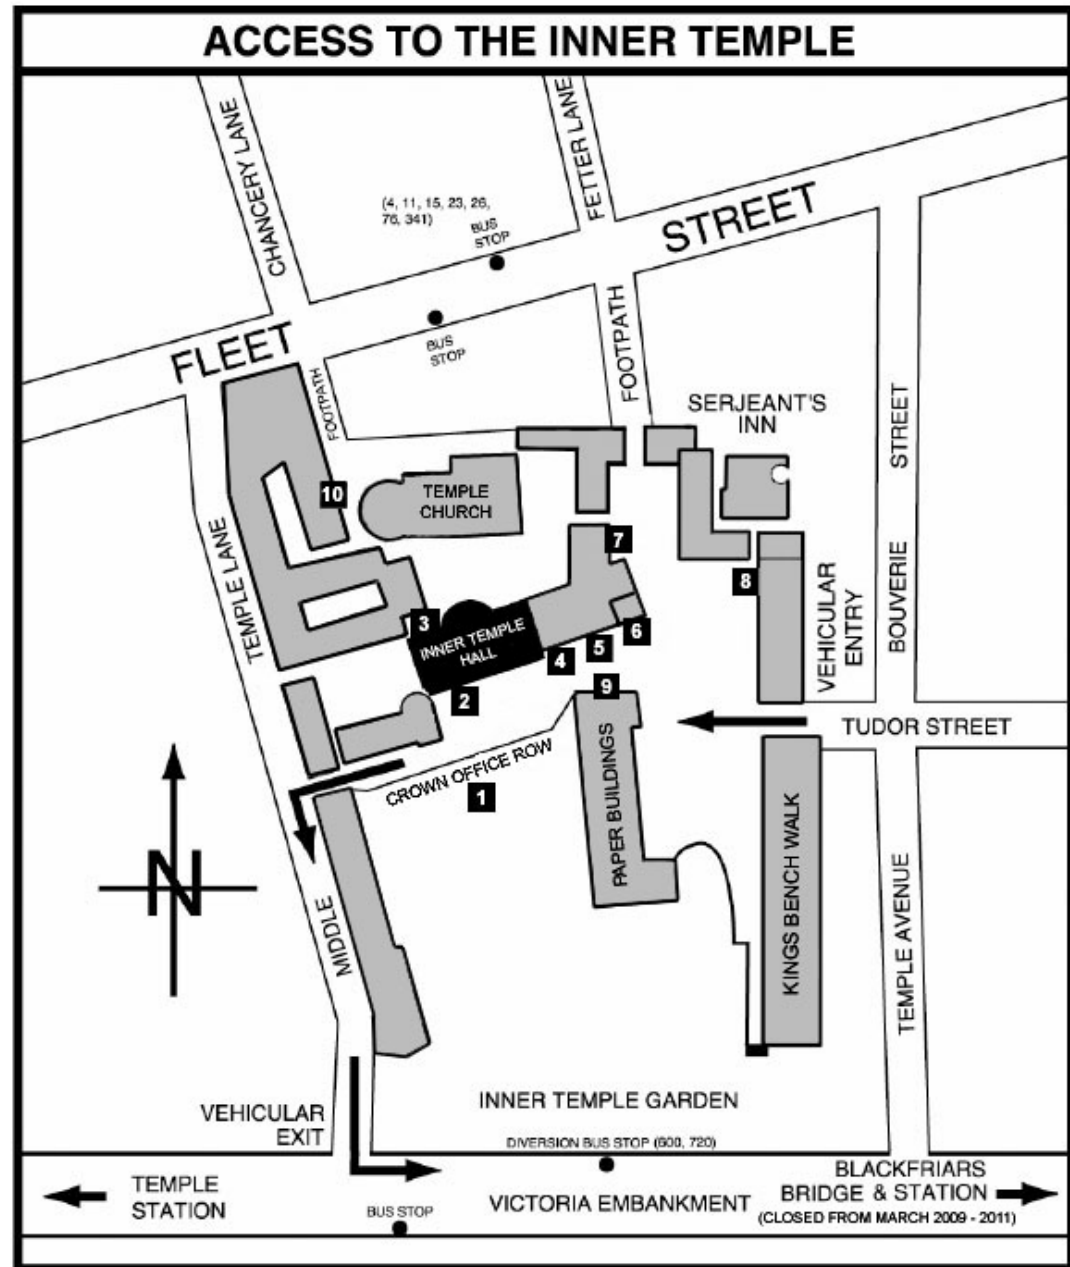 ACCESS TO THE INNER TEMPLE
CHANCERY LANE
FETTER LANE
(4, 11, 15, 23, 26,
76, 341)
BUS
STOP
STREET
FLEET
BUS
STOP
FOOTPATH
FOOTPATH
SERJEANT'S
INN
STREET
BOUVERIE
10
TEMPLE
CHURCH
7
8
TEMPLE LANE
3
INNER TEMPLE
HALL
6
5
4
2
9
VEHICULAR
ENTRY
TUDOR STREET
CROWN OFFICE ROW
1
PAPER BUILDINGS
KINGS BENCH WALK
TEMPLE AVENUE
N
MIDDLE
INNER TEMPLE GARDEN
VEHICULAR
EXIT
DIVERSION BUS STOP (600, 720)
TEMPLE
STATION
BUS STOP
VICTORIA EMBANKMENT
BLACKFRIARS
BRIDGE & STATION
(CLOSED FROM MARCH 2009 - 2011)